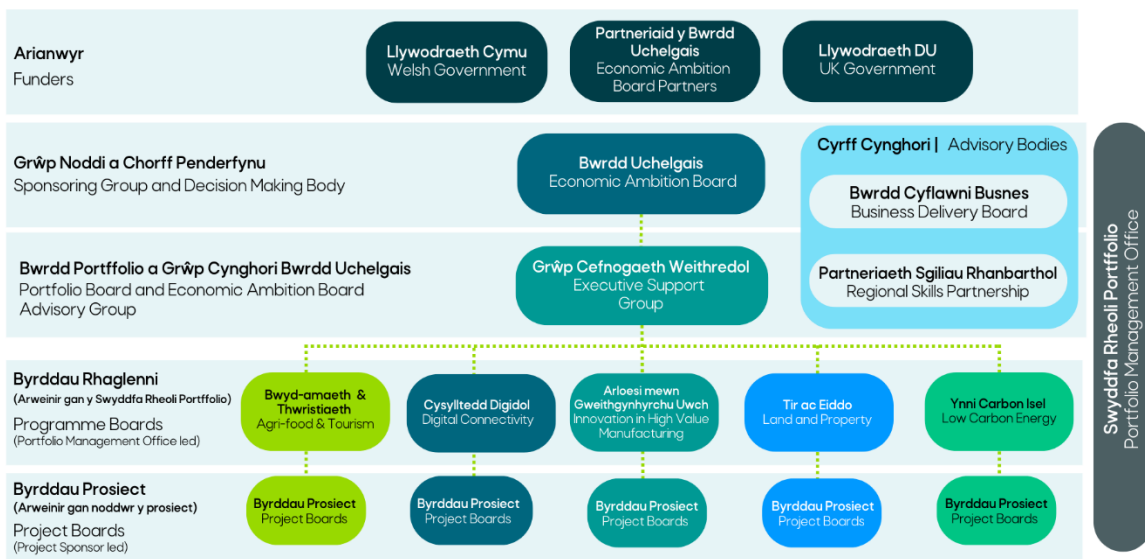 Arianwyr
Funders
Llywodraeth Cymu
Welsh Government
Partneriaid y Bwrdd
Uchelgais
Economic Ambition
Board Partners
Llywodraeth DU
UK Government
Grŵp Noddi a Chorff Penderfynu
Sponsoring Group and Decision Making Body
Bwrdd Uchelgais
Economic Ambition Board
Cyrff Cynghori | Advisory Bodies
Bwrdd Cyflawni Busnes
Business Delivery Board
Partneriaeth Sgiliau Rhanbarthol
Regional Skills Partnership
Bwrdd Portffolio a Grŵp Cynghori Bwrdd Uchelgais
Portfolio Board and Economic Ambition Board
Advisory Group
Grŵp Cefnogaeth Weithredol
Executive Support
Group
Byrddau Rhaglenni
(Arweinir gan y Swyddfa Rheoli Portffolio)
Programme Boards
(Portfolio Management Office led)
Bwyd-amaeth &
Thwristiaeth
Agri-food & Tourism
Cysylltedd Digidol
Digital Connectivity
Arloesi mewn
Gweithgynhyrchu Uwch
Innovation in High Value
Manufacturing
Tir ac Eiddo
Land and Property
Ynni Carbon Isel
Low Carbon Energy
Byrddau Prosiect
(Arweinir gan noddwr y prosiect)
Project Boards
(Project Sponsor led)
Byrddau Prosiect
Project Boards
Byrddau Prosiect
Project Boards
Byrddau Prosiect
Project Boards
Byrddau Prosiect
Project Boards
Byrddau Prosiect
Project Boards
Swyddfa Rheoli Portffolio
Portfolio Management Office